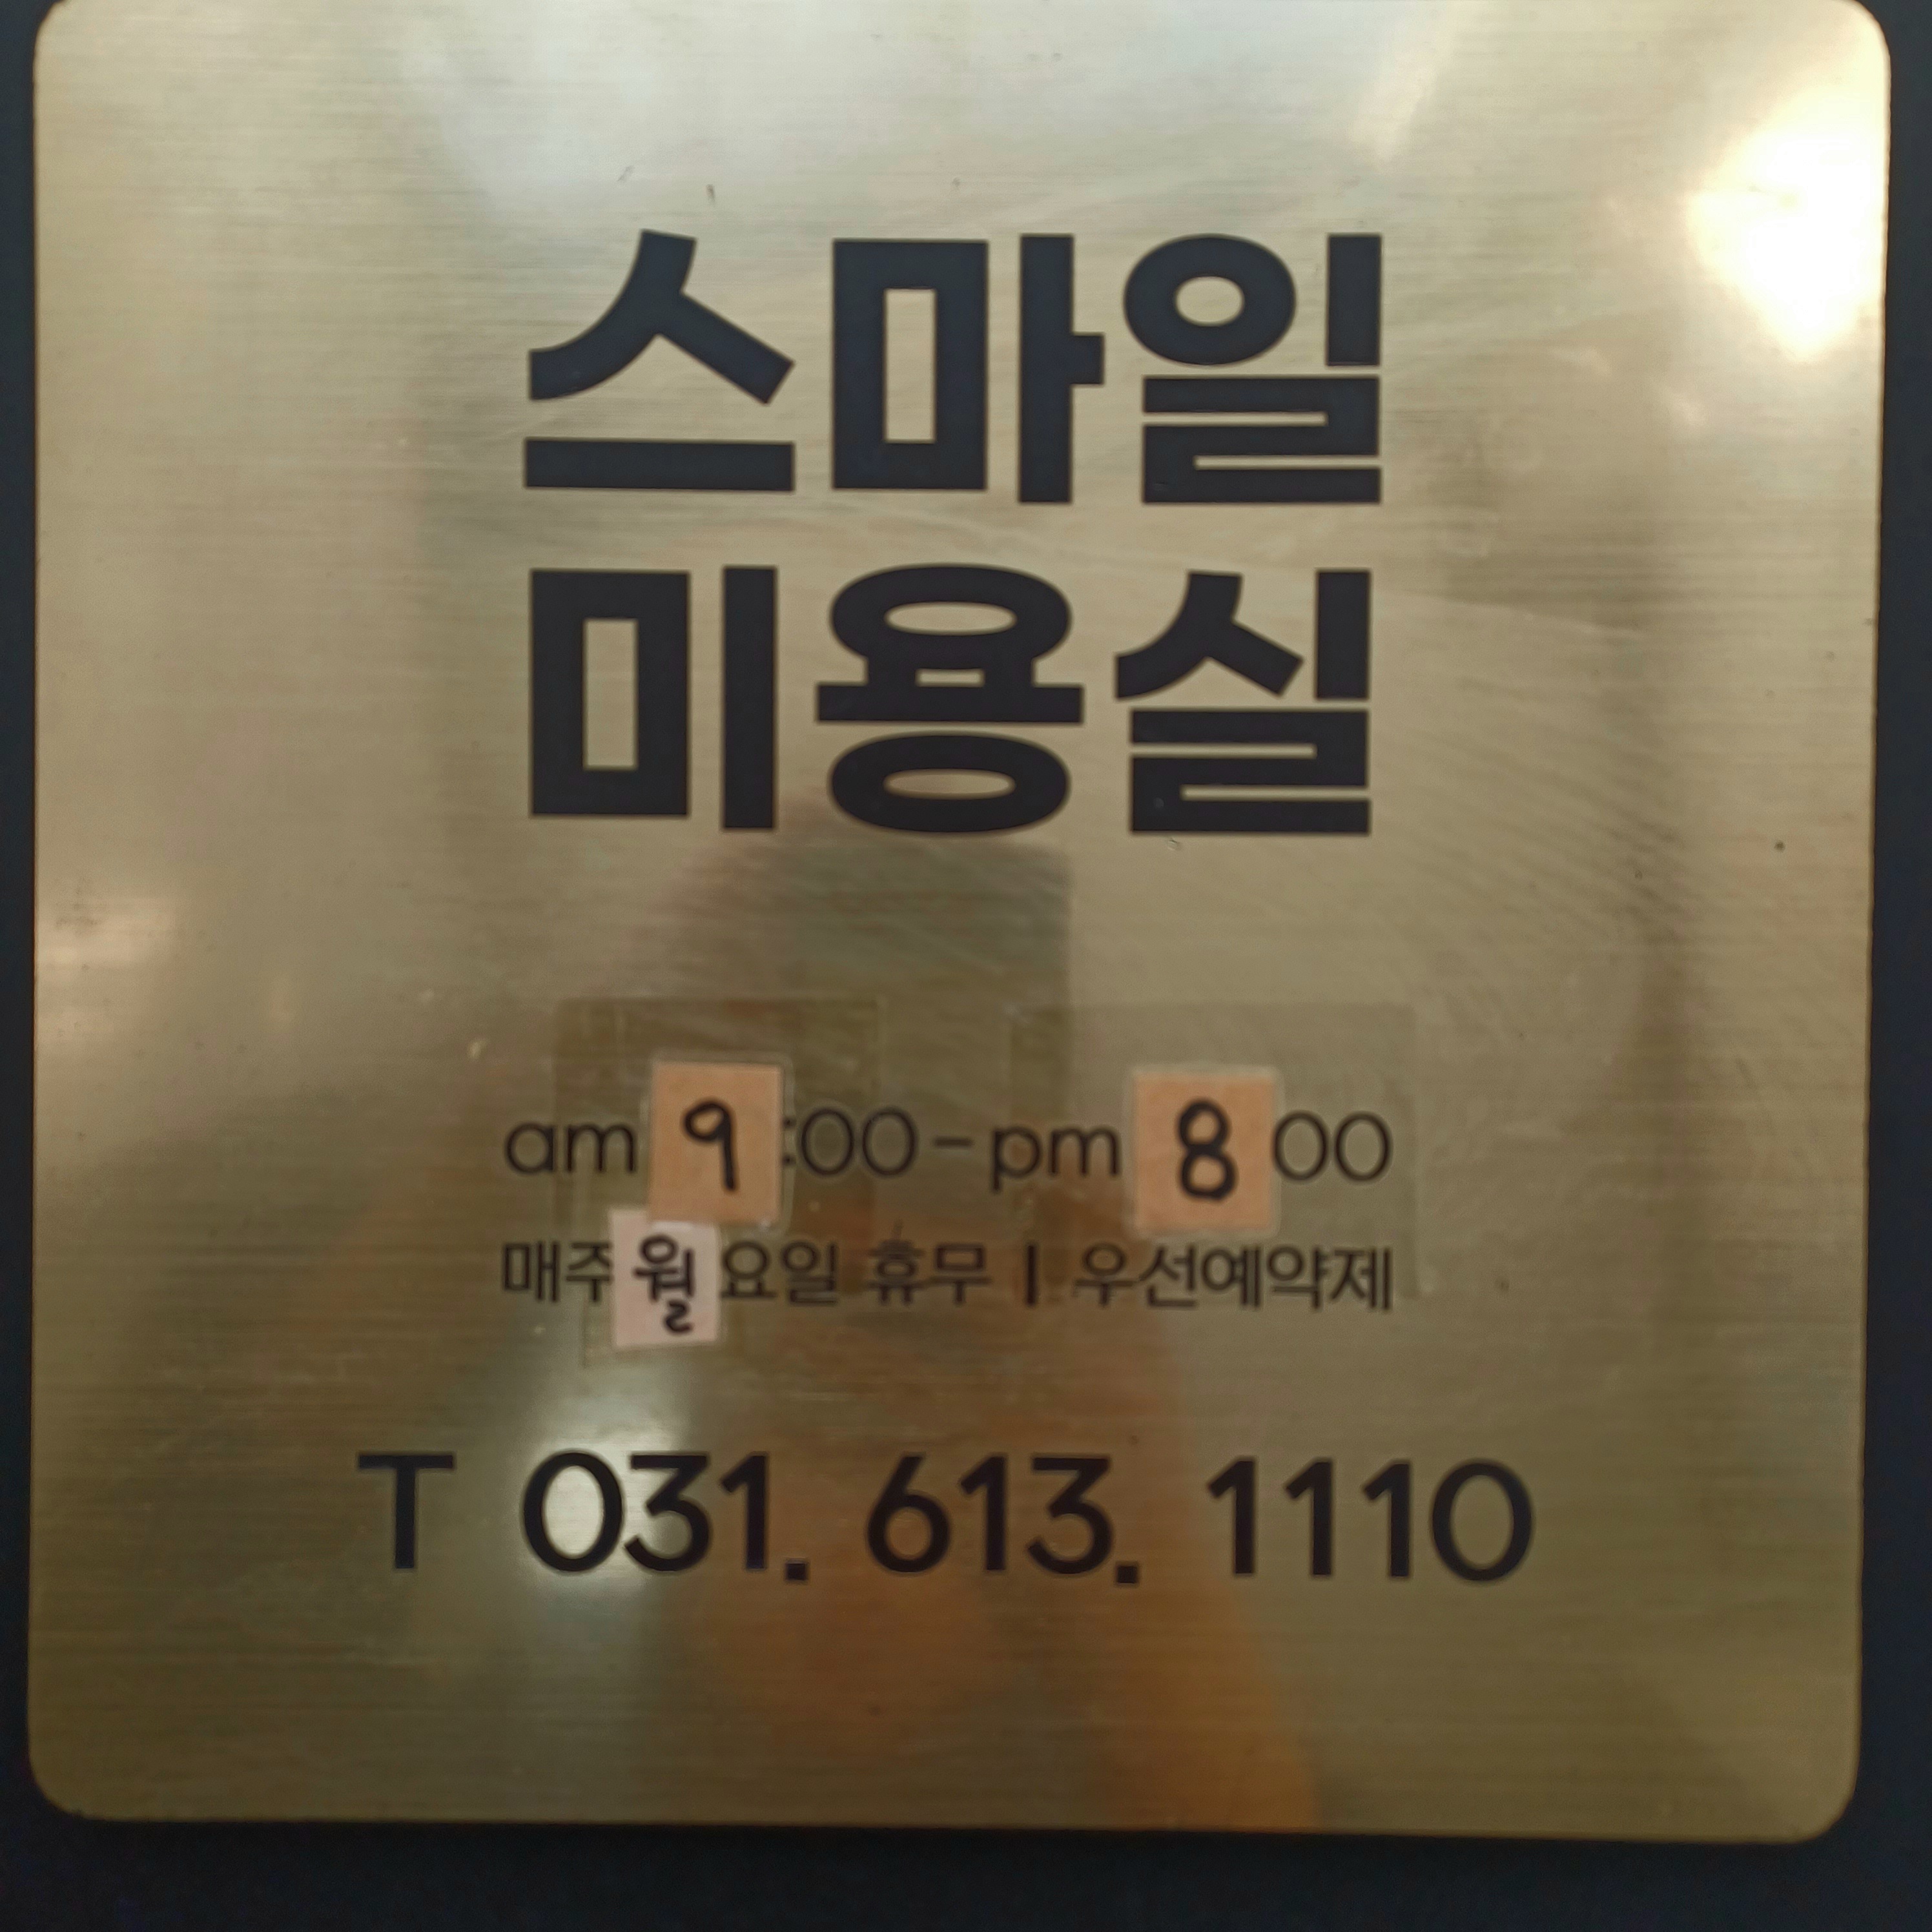 스마일
미용실
am 9:00-pm 8 00
매주 월요일 휴무 | 우선예약제
T 031. 613. 1110